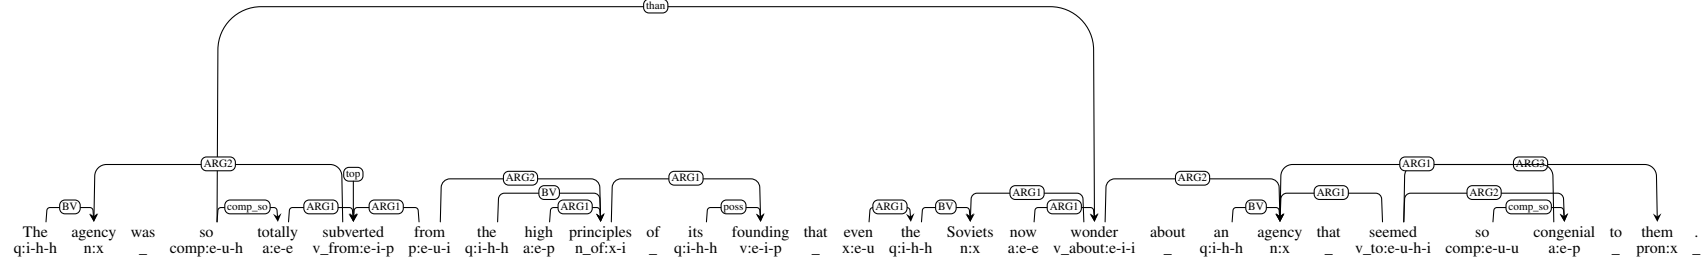 than
ARG2 ARG1 ARG3
top
ARG2 ARG1 ARG2
BV ARG1 ARG1 ARG2
BV comp_so ARG1 ARG1 ARG1 poss ARG1 BV ARG1 BV comp_so
The agency was so totally subverted from the high principles of its founding that even the Soviets now wonder about an agency that seemed so congenial to them .
q:i-h-h n:x _ comp:e-u-h a:e-e v_from:e-i-p p:e-u-i q:i-h-h a:e-p n_of:x-i _ q:i-h-h v:e-i-p _ x:e-u q:i-h-h n:x a:e-e v_about:e-i-i _ q:i-h-h n:x _ v_to:e-u-h-i comp:e-u-u a:e-p _ pron:x _